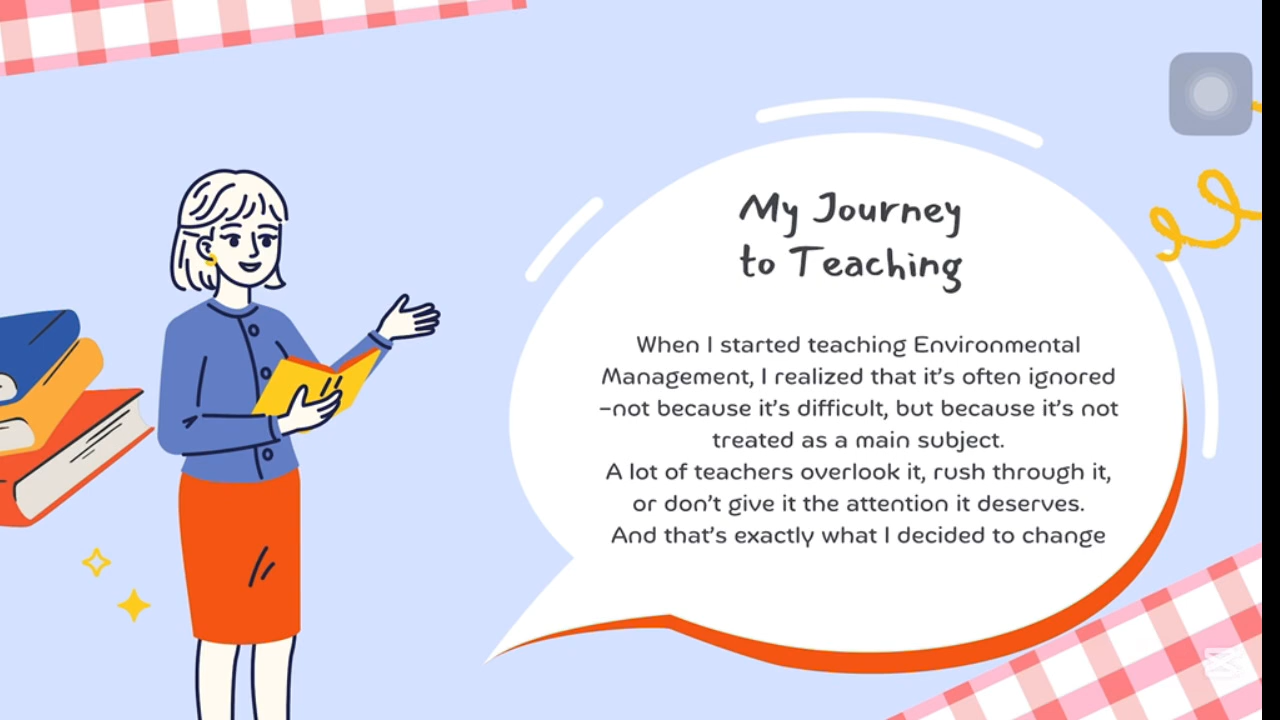 My Journey
to Teaching
When I started teaching Environmental
Management, I realized that it's often ignored
–not because it's difficult, but because it's not
treated as a main subject.
A lot of teachers overlook it, rush through it,
or don't give it the attention it deserves.
And that's exactly what I decided to change